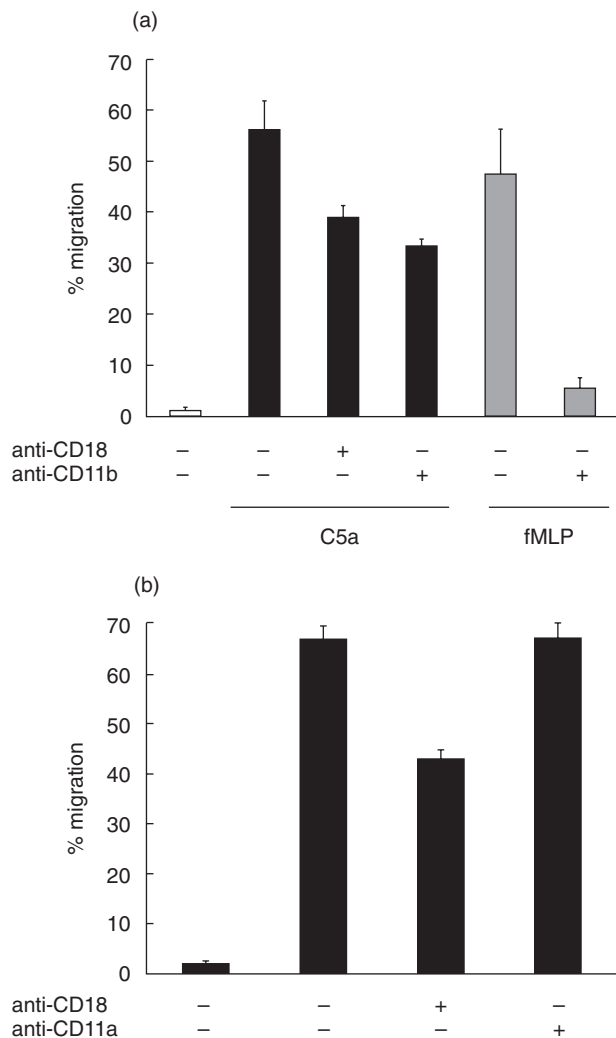 (a)
70
60
50
40
30
20
10
0
% migration
anti-CD18 – – + – – –
anti-CD11b – – – + – +
C5a fMLP
(b)
70
60
50
40
30
20
10
0
% migration
anti-CD18 – – + –
anti-CD11a – – – +